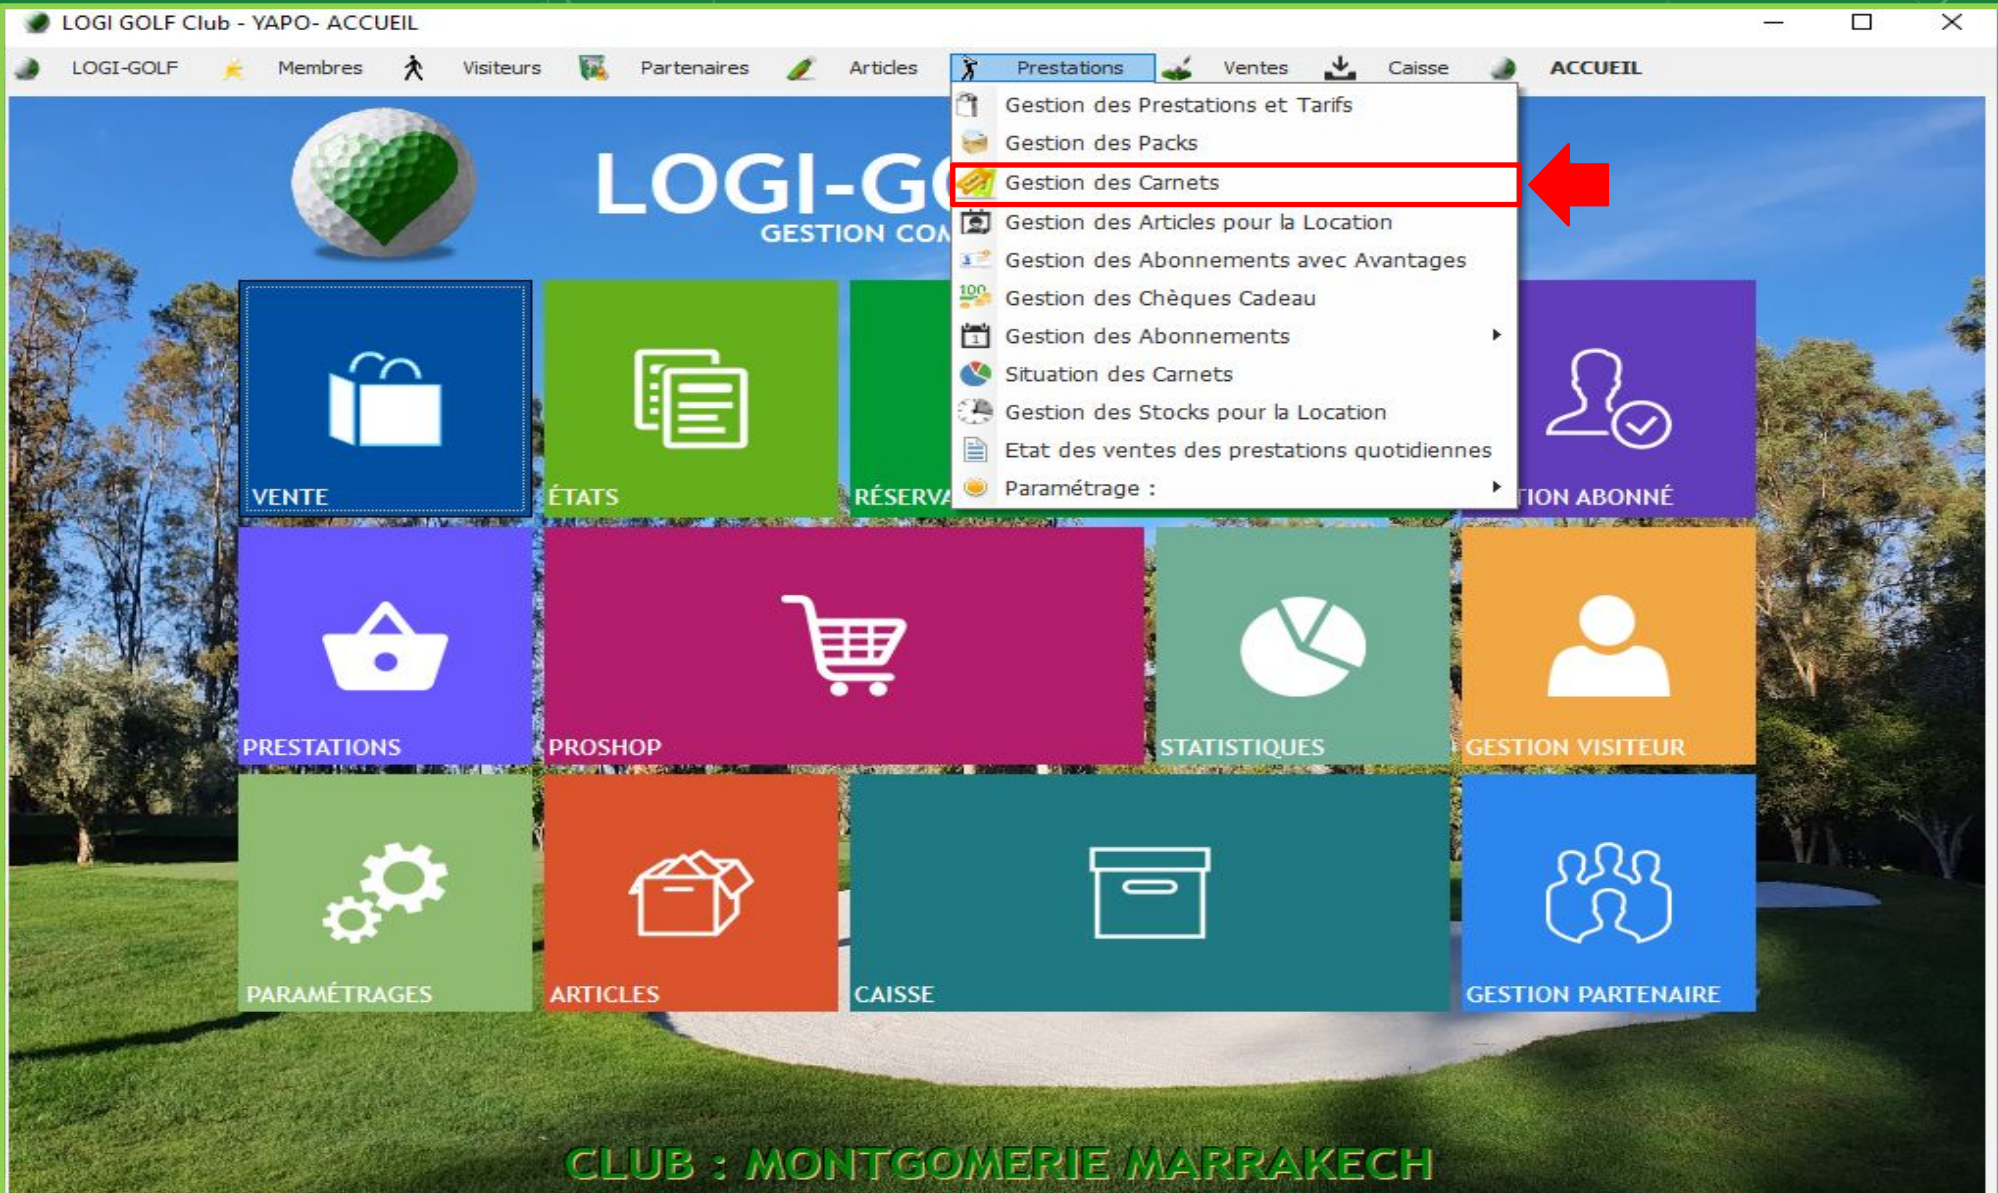 LOGI GOLF Club - YAPO- ACCUEIL
LOGI-GOLF Membres Visiteurs Partenaires Articles Prestations Ventes Caisse ACCUEIL
Gestion des Prestations et Tarifs
Gestion des Packs
Gestion des Carnets
Gestion des Articles pour la Location
Gestion des Abonnements avec Avantages
100
Gestion des Chèques Cadeau
1
Gestion des Abonnements
Situation des Carnets
Gestion des Stocks pour la Location
Etat des ventes des prestations quotidiennes
Paramétrage :
LOGI-G
GESTION COM
VENTE
ÉTATS
RÉSERVA
TION ABONNÉ
PRESTATIONS
PROSHOP
STATISTIQUES
GESTION VISITEUR
PARAMÉTRAGES
ARTICLES
CAISSE
GESTION PARTENAIRE
CLUB : MONTGOMERIE MARRAKECH